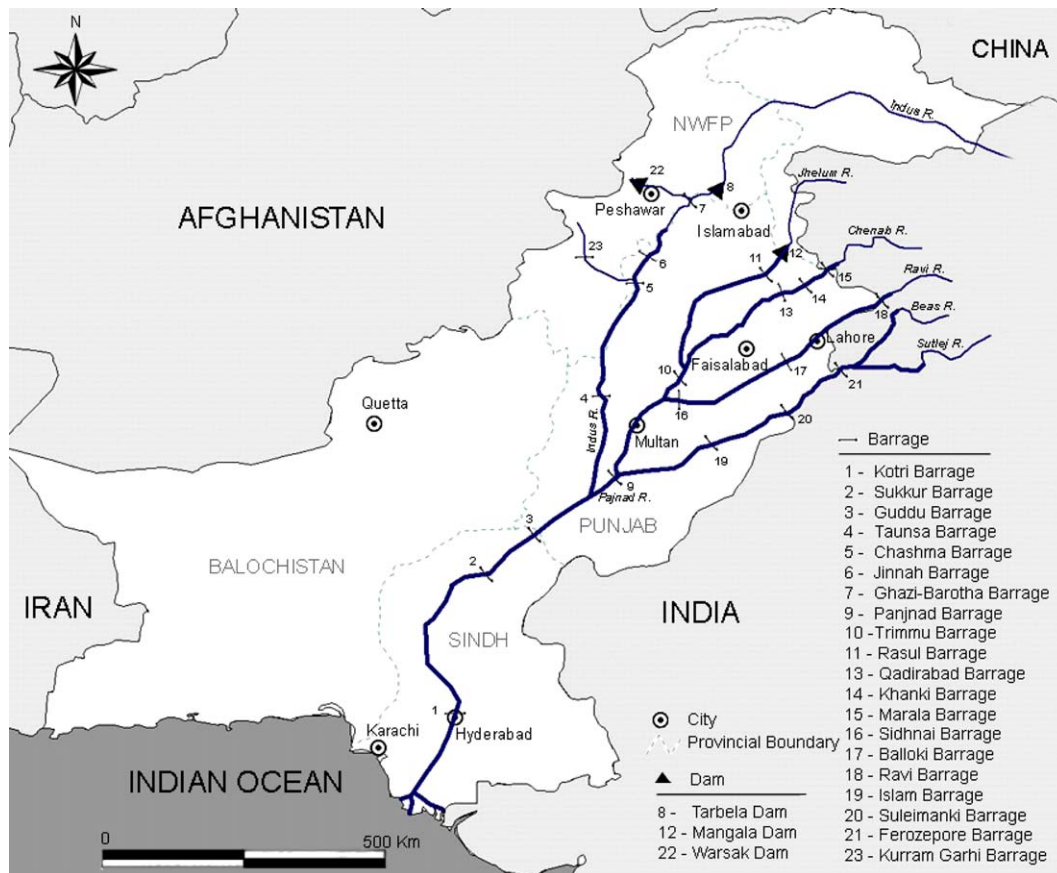 N
CHINA
NWFP
Indus R.
22
8
Jhelum R.
Peshawar
7
AFGHANISTAN
Islamabad
Chenab R.
23
6
12
11
15
Ravi R.
5
14
13
18
Beas R.
Lahore
Sutlej R.
Faisalabad
17
10
21
Quetta
4
16
20
Indus R.
Multan
19
Barrage
9
Pajnad R.
1 - Kotri Barrage
2 - Sukkur Barrage
3 - Guddu Barrage
4 - Taunsa Barrage
5 - Chashma Barrage
6 - Jinnah Barrage
7 - Ghazi-Barotha Barrage
9 - Panjnad Barrage
10 - Trimmu Barrage
11 - Rasul Barrage
13 - Qadirabad Barrage
14 - Khanki Barrage
15 - Marala Barrage
16 - Sidhnai Barrage
17 - Balloki Barrage
18 - Ravi Barrage
19 - Islam Barrage
20 - Suleimanki Barrage
21 - Ferozepore Barrage
23 - Kurram Garhi Barrage
3
PUNJAB
2
BALOCHISTAN
IRAN
INDIA
SINDH
1
Hyderabad
Karachi
INDIAN OCEAN
City
Provincial Boundary
Dam
8 - Tarbela Dam
12 - Mangala Dam
22 - Warsak Dam
0
500 Km